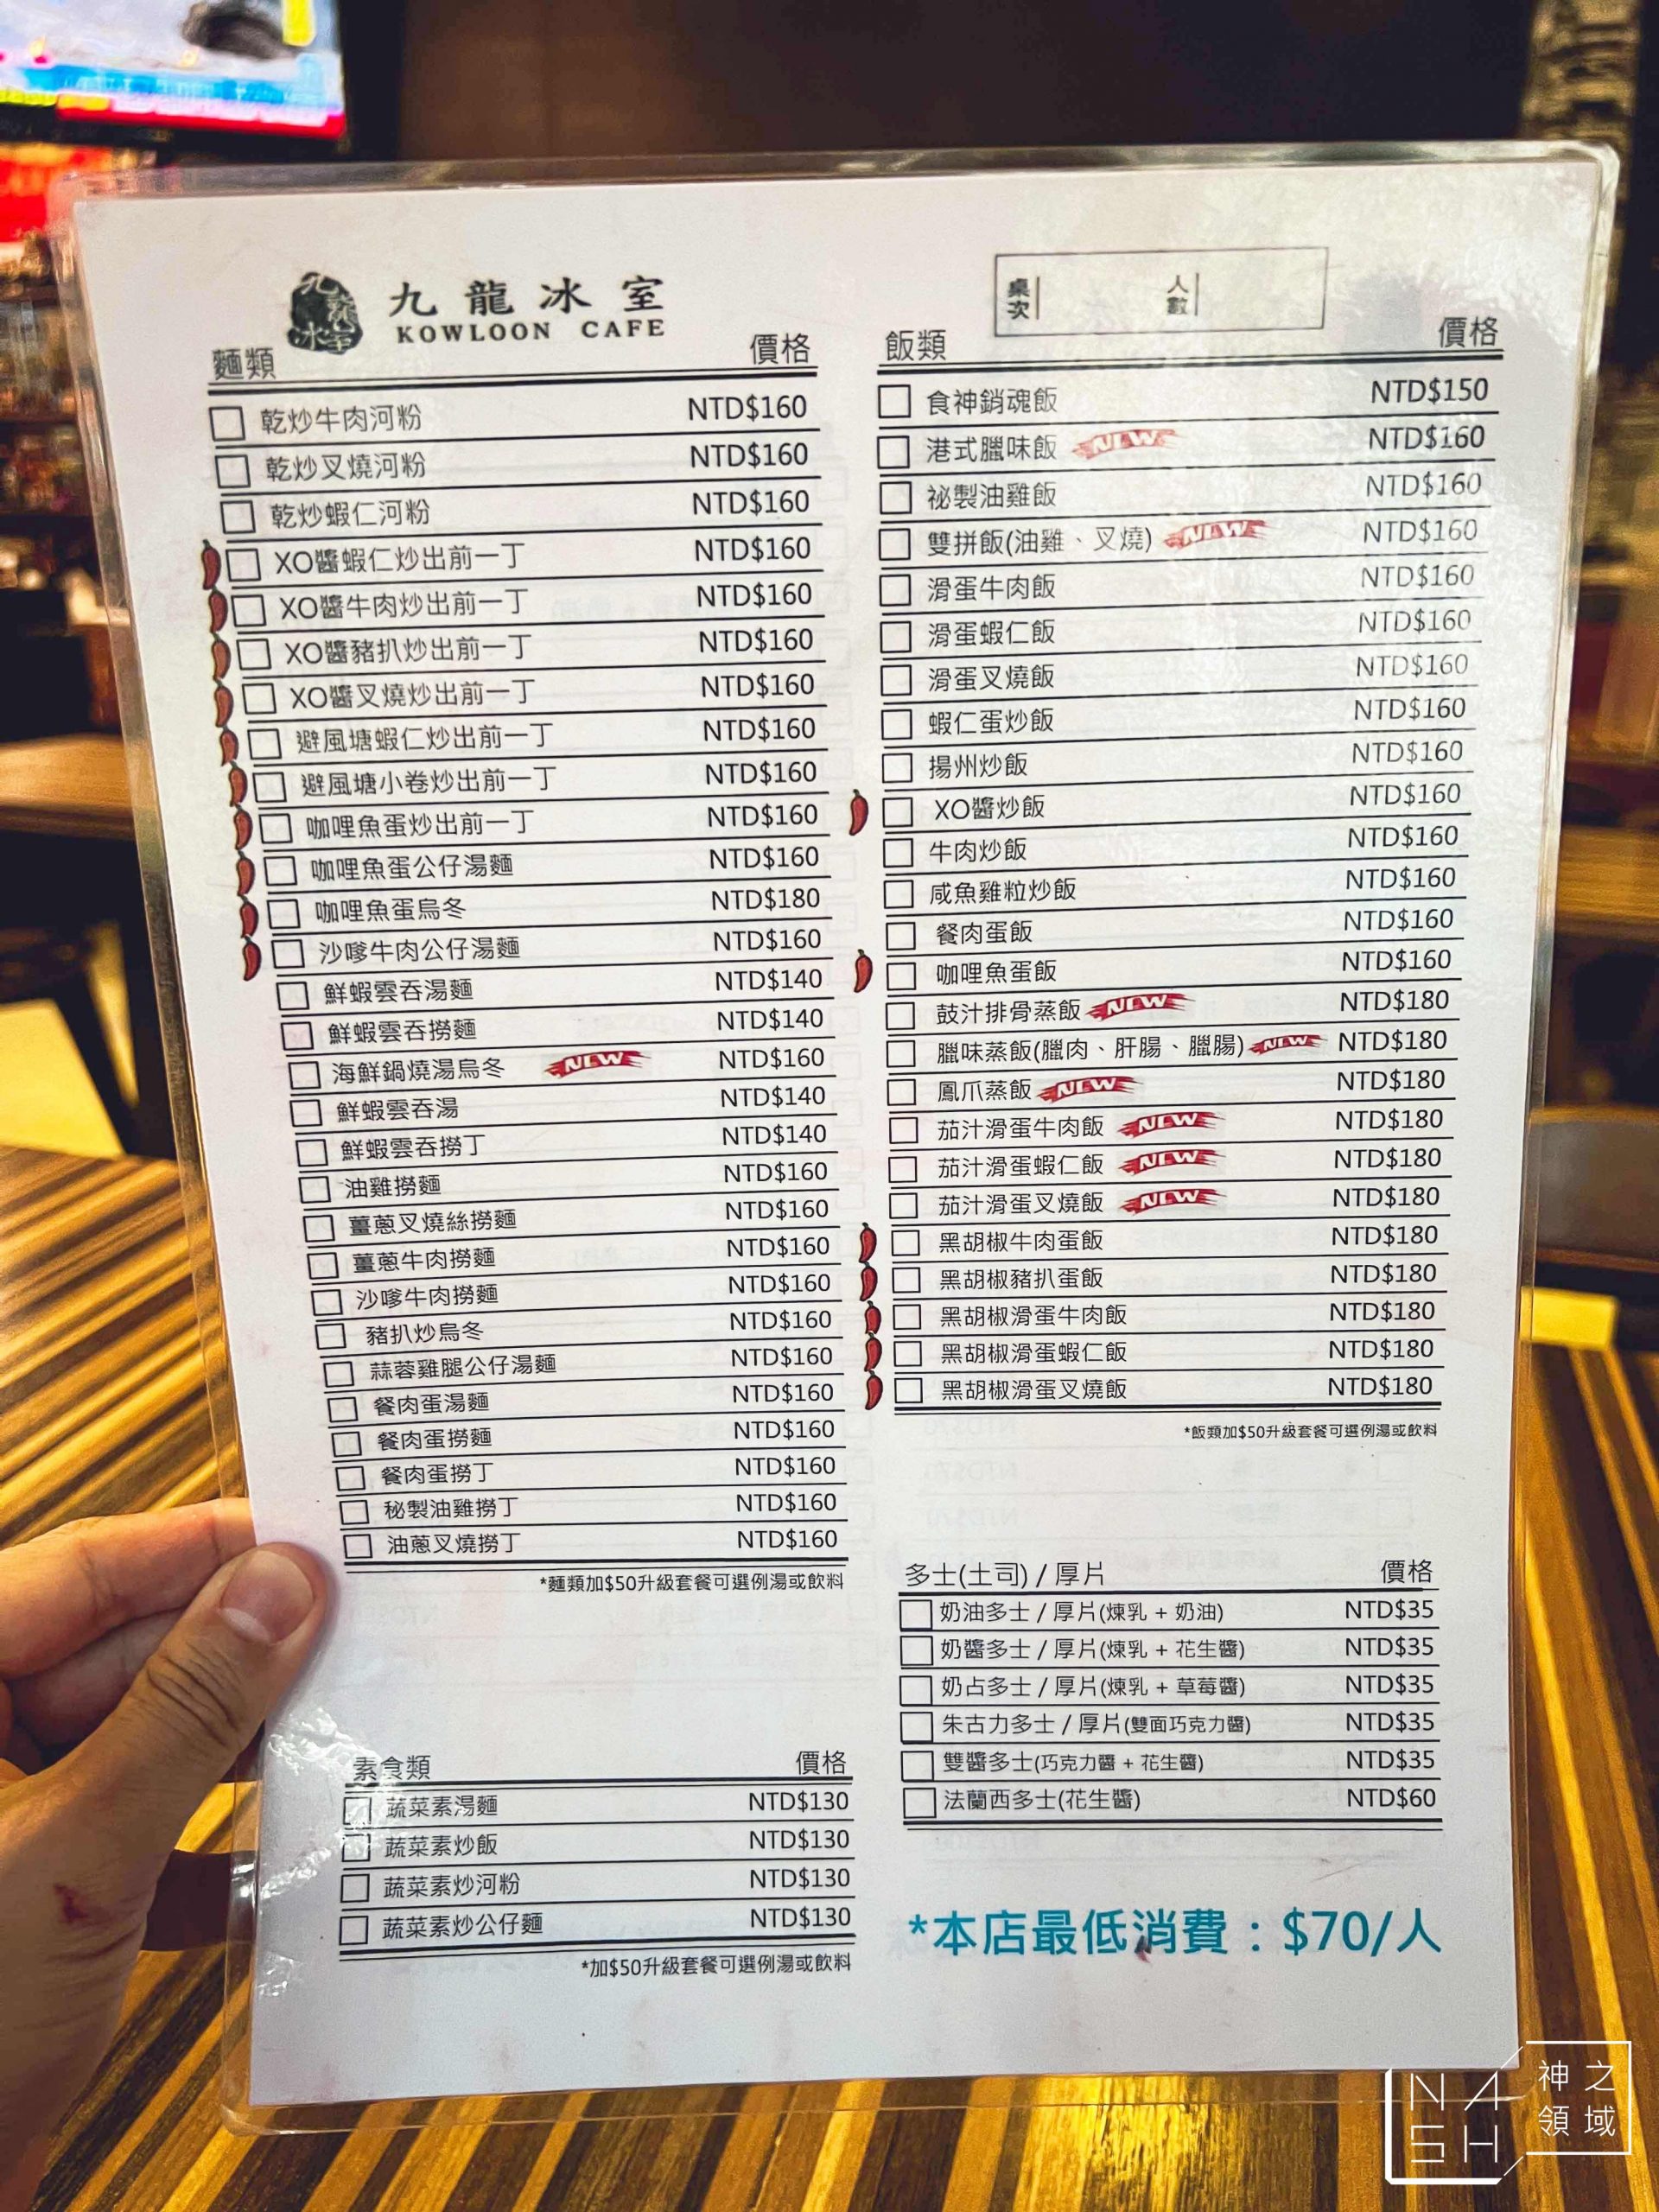 九龍冰室
KOWLOON CAFE
桌次 人數
麵類 價格
乾炒牛肉河粉 NTD$160
乾炒叉燒河粉 NTD$160
乾炒蝦仁河粉 NTD$160
XO醬蝦仁炒出前一丁 NTD$160
XO醬牛肉炒出前一丁 NTD$160
XO醬豬扒炒出前一丁 NTD$160
XO醬叉燒炒出前一丁 NTD$160
避風塘蝦仁炒出前一丁 NTD$160
避風塘小卷炒出前一丁 NTD$160
咖哩魚蛋炒出前一丁 NTD$160
咖哩魚蛋公仔湯麵 NTD$160
咖哩魚蛋烏冬 NTD$180
沙嗲牛肉公仔湯麵 NTD$160
鮮蝦雲吞湯麵 NTD$140
鮮蝦雲吞撈麵 NTD$140
海鮮鍋燒湯烏冬 NEW NTD$160
鮮蝦雲吞湯 NTD$140
鮮蝦雲吞撈丁 NTD$140
油雞撈麵 NTD$160
薑蔥叉燒絲撈麵 NTD$160
薑蔥牛肉撈麵 NTD$160
沙嗲牛肉撈麵 NTD$160
豬扒炒烏冬 NTD$160
蒜蓉雞腿公仔湯麵 NTD$160
餐肉蛋湯麵 NTD$160
餐肉蛋撈麵 NTD$160
餐肉蛋撈丁 NTD$160
秘製油雞撈丁 NTD$160
油蔥叉燒撈丁 NTD$160
*麵類加$50升級套餐可選例湯或飲料
素食類 價格
蔬菜素湯麵 NTD$130
蔬菜素炒飯 NTD$130
蔬菜素炒河粉 NTD$130
蔬菜素炒公仔麵 NTD$130
*加$50升級套餐可選例湯或飲料
飯類 價格
食神銷魂飯 NTD$150
港式臘味飯 NEW NTD$160
祕製油雞飯 NTD$160
雙拼飯(油雞、叉燒) NEW NTD$160
滑蛋牛肉飯 NTD$160
滑蛋蝦仁飯 NTD$160
滑蛋叉燒飯 NTD$160
蝦仁蛋炒飯 NTD$160
揚州炒飯 NTD$160
XO醬炒飯 NTD$160
牛肉炒飯 NTD$160
咸魚雞粒炒飯 NTD$160
餐肉蛋飯 NTD$160
咖哩魚蛋飯 NTD$160
鼓汁排骨蒸飯 NEW NTD$180
臘味蒸飯(臘肉、肝腸、臘腸) NEW NTD$180
鳳爪蒸飯 NEW NTD$180
茄汁滑蛋牛肉飯 NEW NTD$180
茄汁滑蛋蝦仁飯 NEW NTD$180
茄汁滑蛋叉燒飯 NEW NTD$180
黑胡椒牛肉蛋飯 NTD$180
黑胡椒豬扒蛋飯 NTD$180
黑胡椒滑蛋牛肉飯 NTD$180
黑胡椒滑蛋蝦仁飯 NTD$180
黑胡椒滑蛋叉燒飯 NTD$180
*飯類加$50升級套餐可選例湯或飲料
多士(土司) / 厚片 價格
奶油多士 / 厚片(煉乳 + 奶油) NTD$35
奶醬多士 / 厚片(煉乳 + 花生醬) NTD$35
奶占多士 / 厚片(煉乳 + 草莓醬) NTD$35
朱古力多士 / 厚片(雙面巧克力醬) NTD$35
雙醬多士(巧克力醬 + 花生醬) NTD$35
法蘭西多士(花生醬) NTD$60
*本店最低消費：$70/人
NASH
神之領域